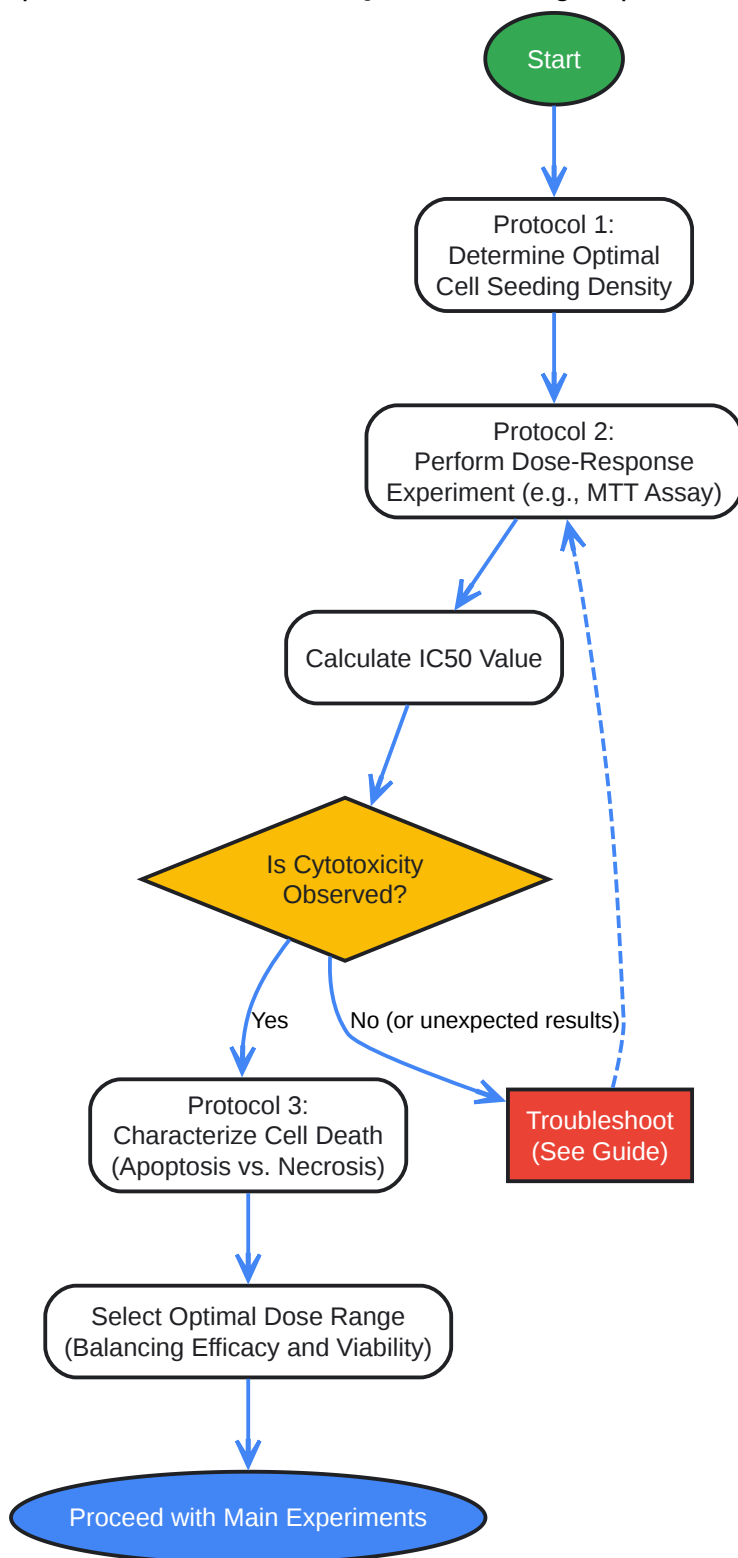 Start
Protocol 1:
Determine Optimal
Cell Seeding Density
Protocol 2:
Perform Dose-Response
Experiment (e.g., MTT Assay)
Calculate IC50 Value
Is Cytotoxicity
Observed?
Yes
No (or unexpected results)
Protocol 3:
Characterize Cell Death
(Apoptosis vs. Necrosis)
Troubleshoot
(See Guide)
Select Optimal Dose Range
(Balancing Efficacy and Viability)
Proceed with Main Experiments